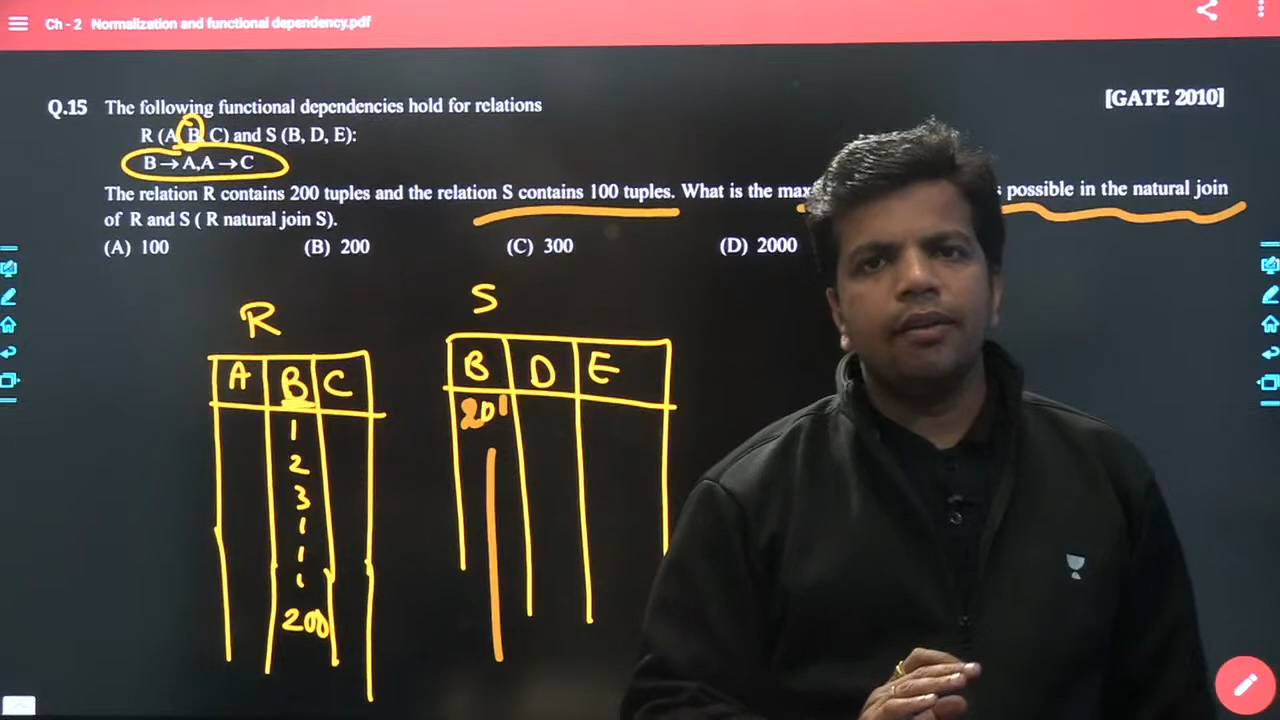 Ch - 2 Normalization and functional dependency.pdf
Q.15 The following functional dependencies hold for relations [GATE 2010]
R (A, B, C) and S (B, D, E):
B → A, A → C
The relation R contains 200 tuples and the relation S contains 100 tuples. What is the max s possible in the natural join
of R and S ( R natural join S).
(A) 100 (B) 200 (C) 300 (D) 2000
R S
A B C B D E
1 201
2
3
200